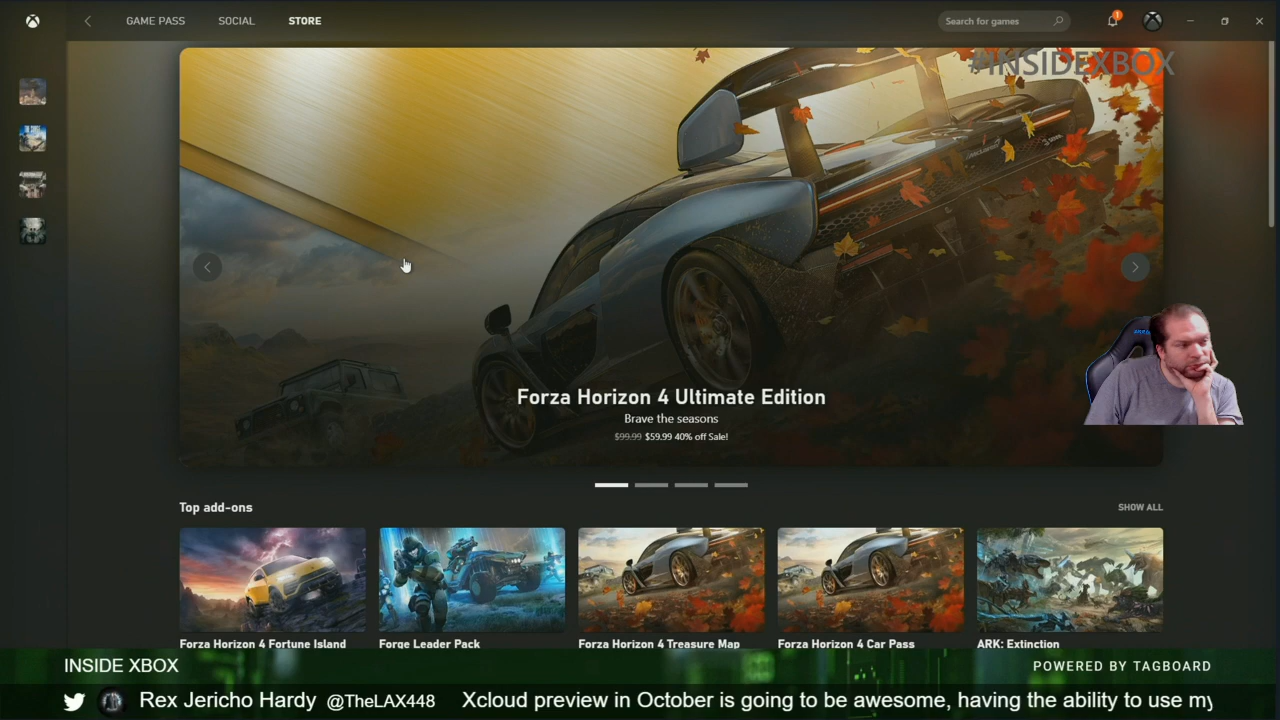 GAME PASS SOCIAL STORE
Search for games
1
#INSIDEXBOX
Forza Horizon 4 Ultimate Edition
Brave the seasons
$99.99 $59.99 40% off Sale!
Top add-ons
SHOW ALL
Forza Horizon 4 Fortune Island
Forge Leader Pack
Forza Horizon 4 Treasure Map
Forza Horizon 4 Car Pass
ARK: Extinction
INSIDE XBOX
POWERED BY TAGBOARD
Rex Jericho Hardy @TheLAX448 Xcloud preview in October is going to be awesome, having the ability to use my